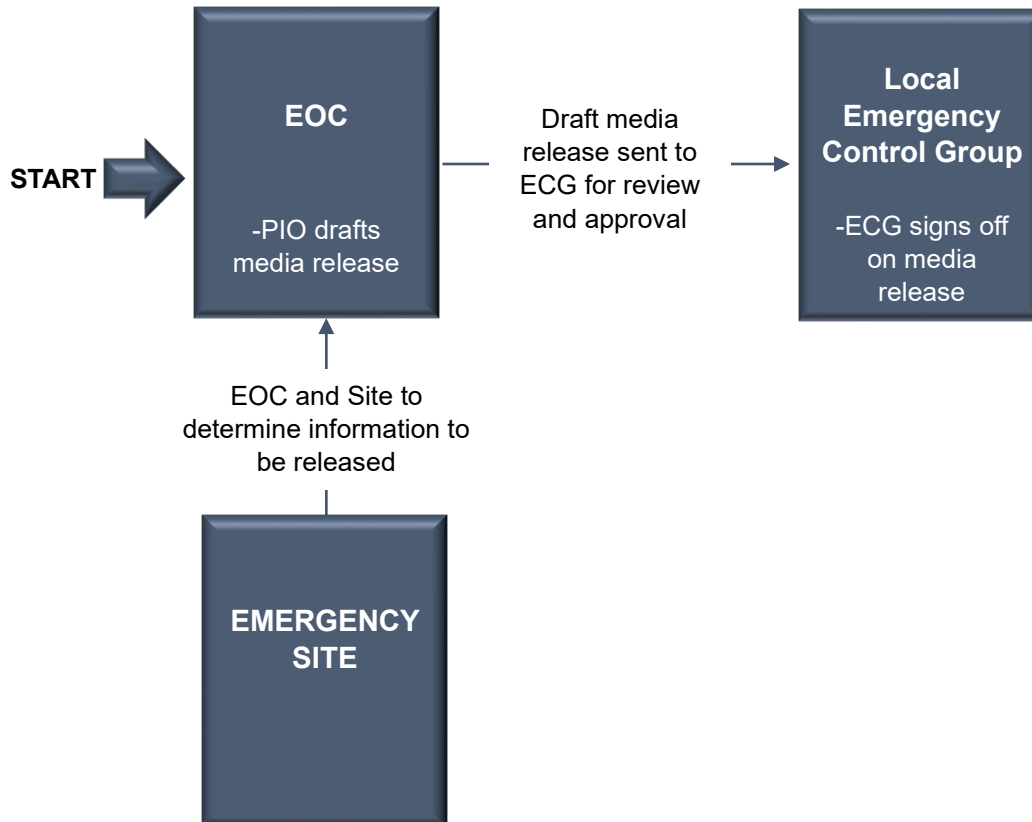 START
EOC
-PIO drafts
media release
Draft media
release sent to
ECG for review
and approval
Local
Emergency
Control Group
-ECG signs off
on media
release
EOC and Site to
determine information to
be released
EMERGENCY
SITE